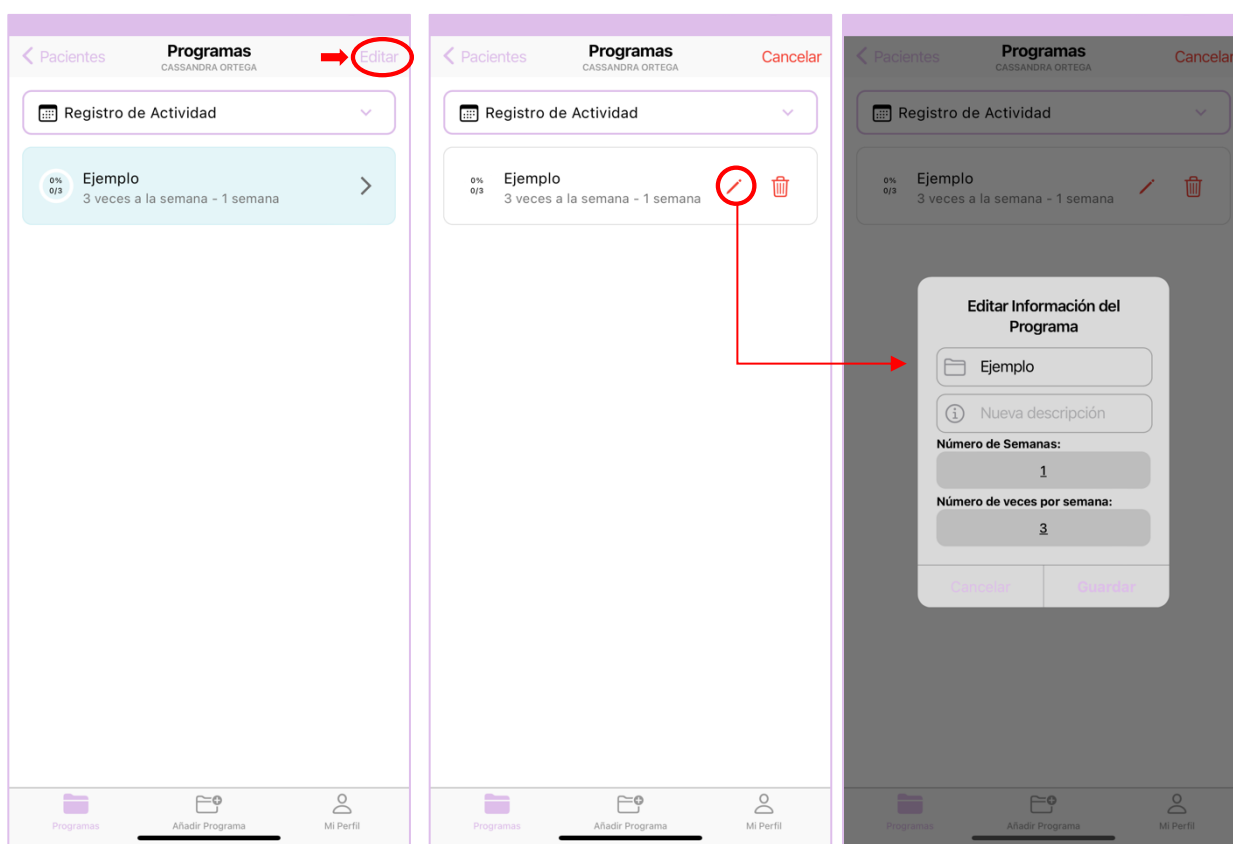 Pacientes
Programas
CASSANDRA ORTEGA
Editar
Registro de Actividad
0%
0/3
Ejemplo
3 veces a la semana - 1 semana
Programas
Añadir Programa
Mi Perfil
Pacientes
Programas
CASSANDRA ORTEGA
Cancelar
Registro de Actividad
0%
0/3
Ejemplo
3 veces a la semana - 1 semana
Programas
Añadir Programa
Mi Perfil
Pacientes
Programas
CASSANDRA ORTEGA
Cancelar
Registro de Actividad
0%
0/3
Ejemplo
3 veces a la semana - 1 semana
Editar Información del
Programa
Ejemplo
Nueva descripción
Número de Semanas:
1
Número de veces por semana:
3
Cancelar
Guardar
Programas
Añadir Programa
Mi Perfil